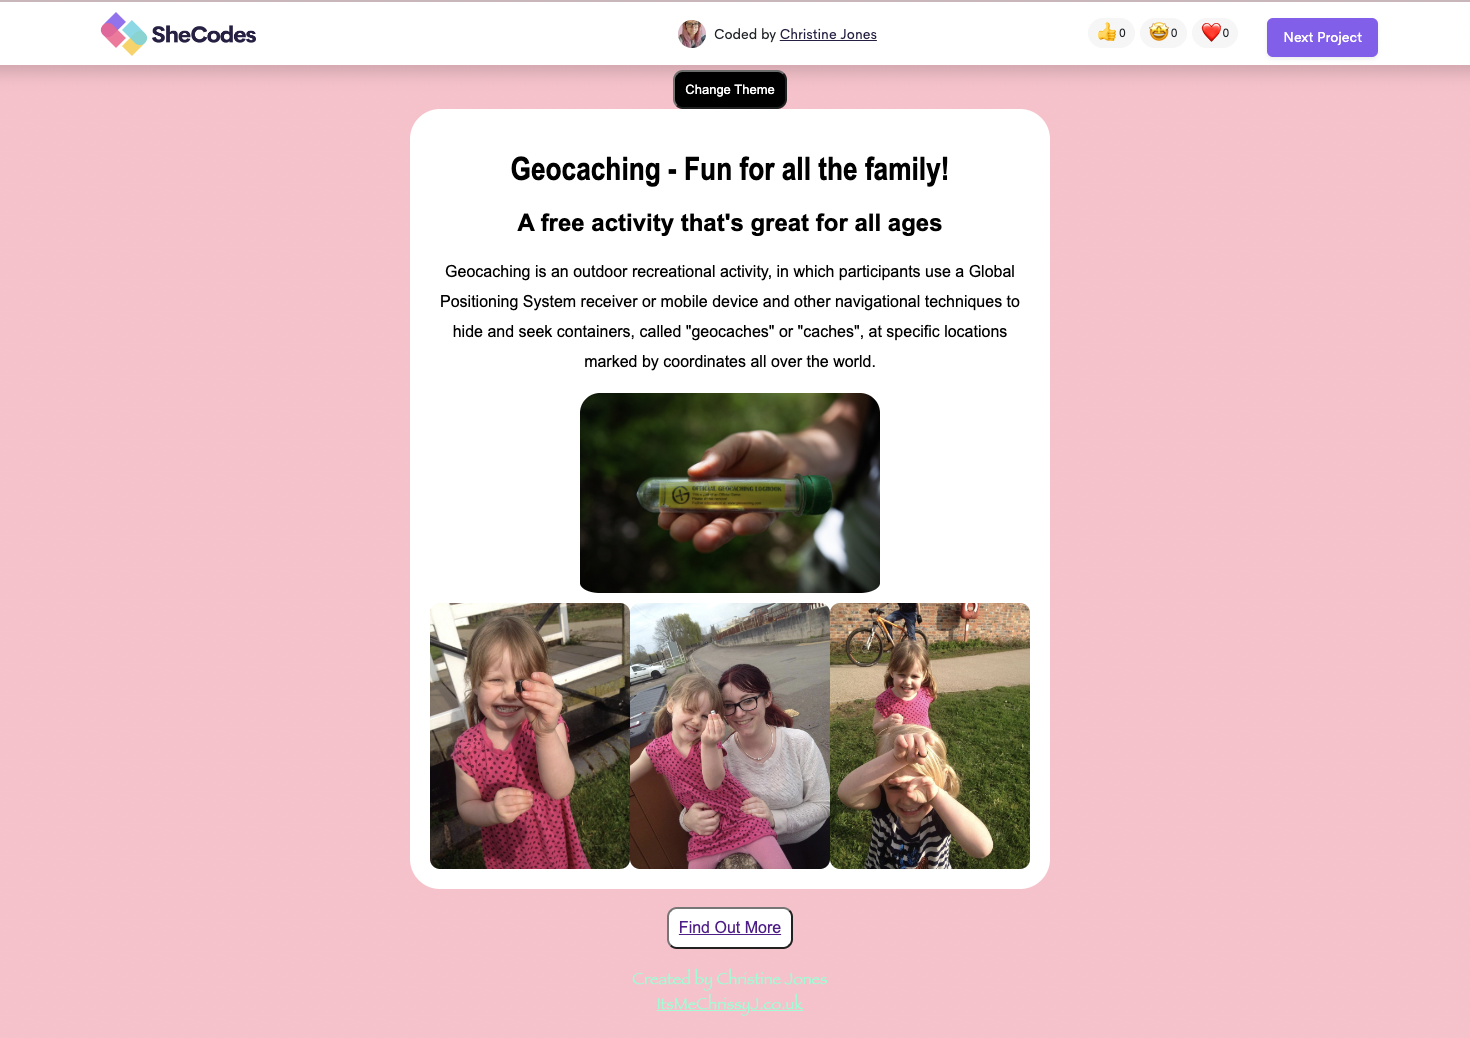 SheCodes
Coded by Christine Jones
👍0
🤩0
❤️0
Next Project
Change Theme
Geocaching - Fun for all the family!
A free activity that's great for all ages
Geocaching is an outdoor recreational activity, in which participants use a Global
Positioning System receiver or mobile device and other navigational techniques to
hide and seek containers, called "geocaches" or "caches", at specific locations
marked by coordinates all over the world.
OFFICIAL GEOCACHING LOGBOOK
Find Out More
Created by Christine Jones
ItsMeChrissyJ.co.uk